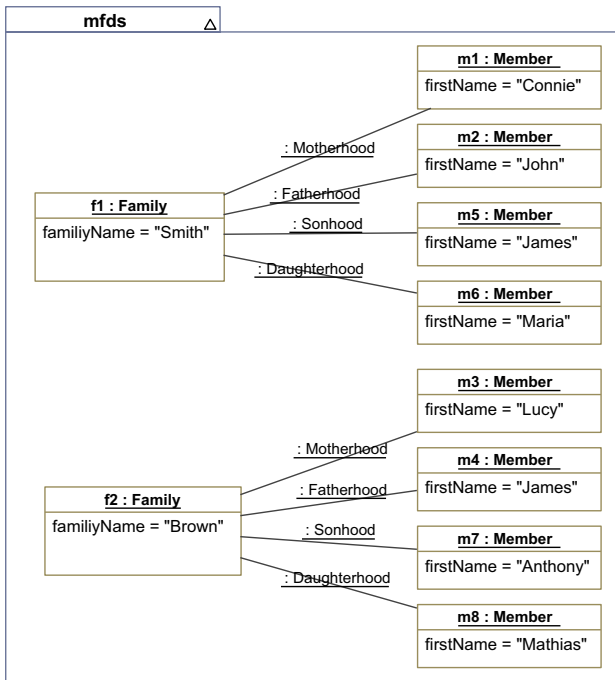 mfds
m1 : Member
firstName = "Connie"
: Motherhood
m2 : Member
firstName = "John"
: Fatherhood
f1 : Family
familiyName = "Smith"
m5 : Member
firstName = "James"
: Sonhood
: Daughterhood
m6 : Member
firstName = "Maria"
m3 : Member
firstName = "Lucy"
: Motherhood
m4 : Member
firstName = "James"
: Fatherhood
f2 : Family
familiyName = "Brown"
: Sonhood
m7 : Member
firstName = "Anthony"
: Daughterhood
m8 : Member
firstName = "Mathias"